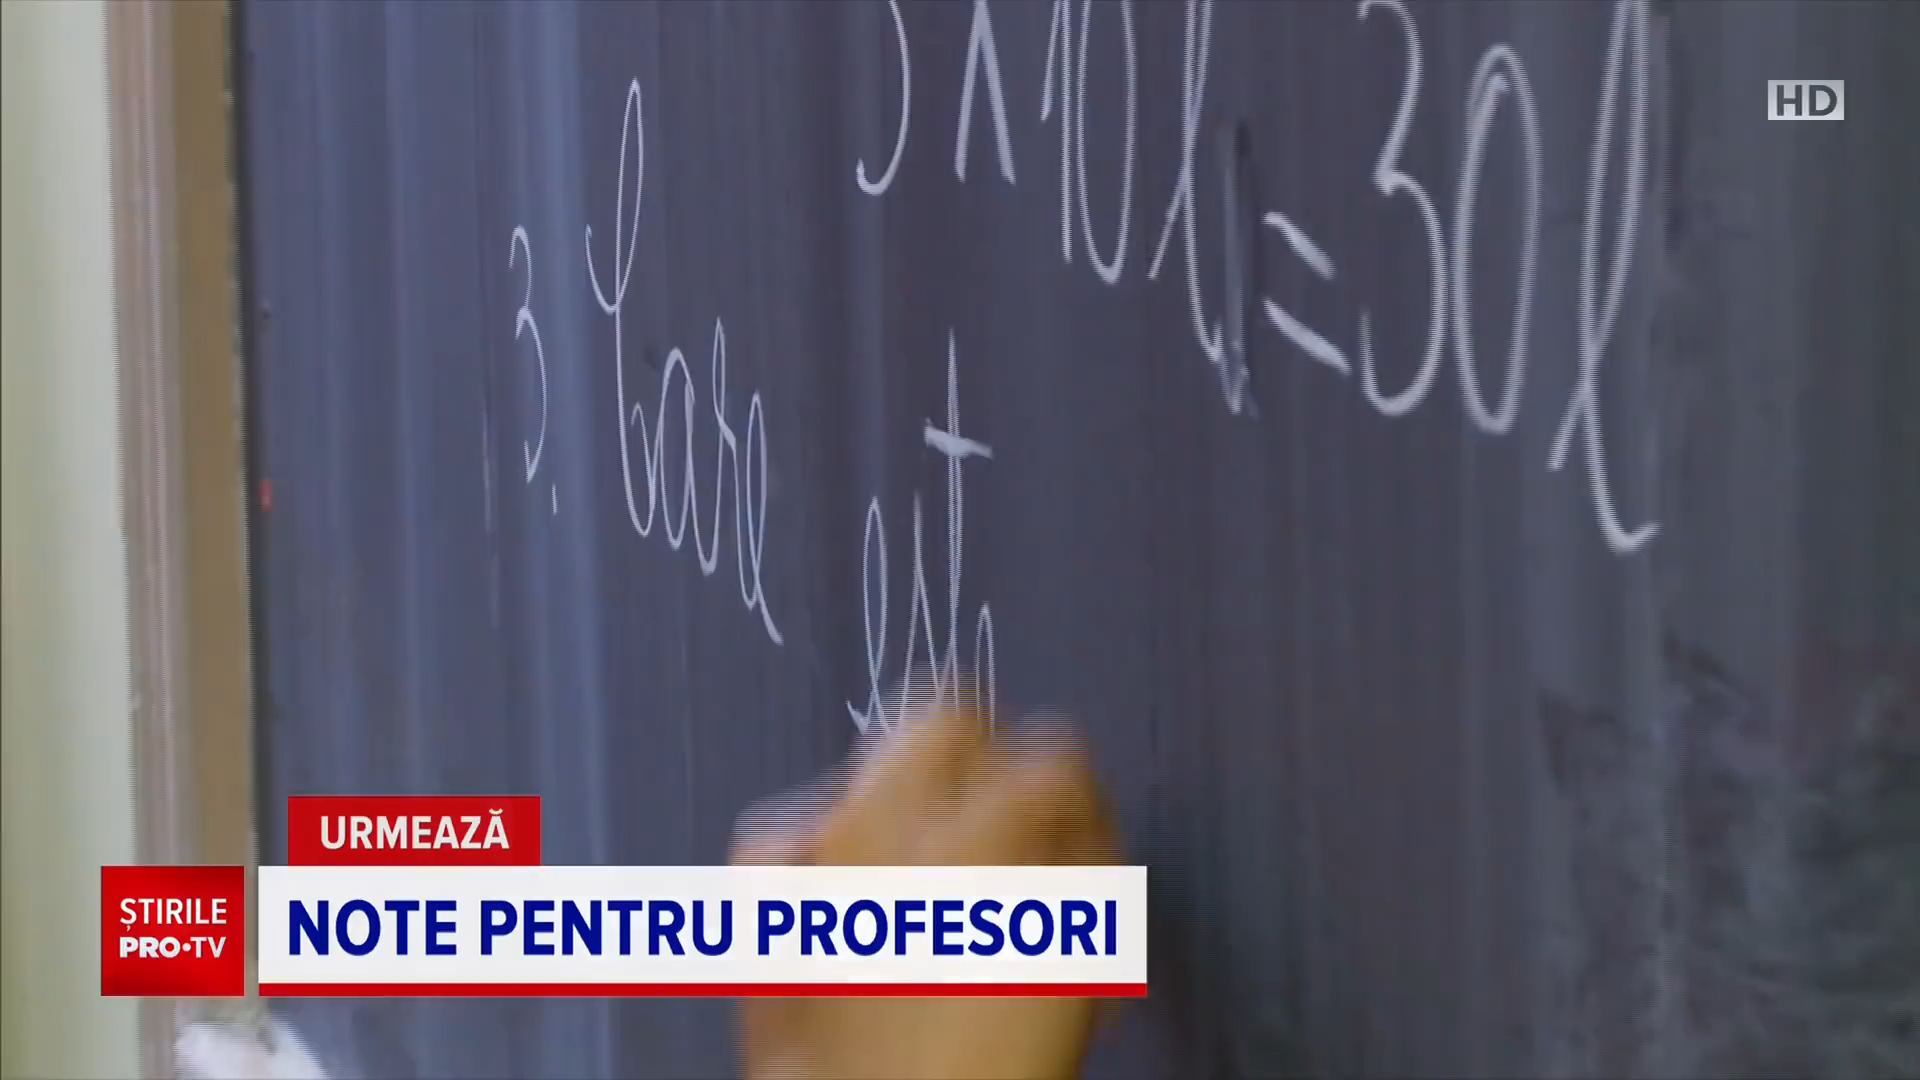 3 x 10 l = 30 l
HD
3. Care
este
URMEAZĂ
ȘTIRILE
PRO•TV
NOTE PENTRU PROFESORI